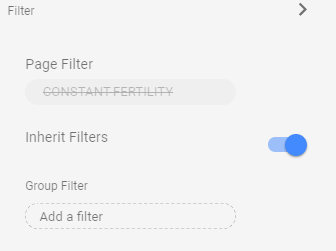 Filter
Page Filter
CONSTANT FERTILITY
Inherit Filters
Group Filter
Add a filter